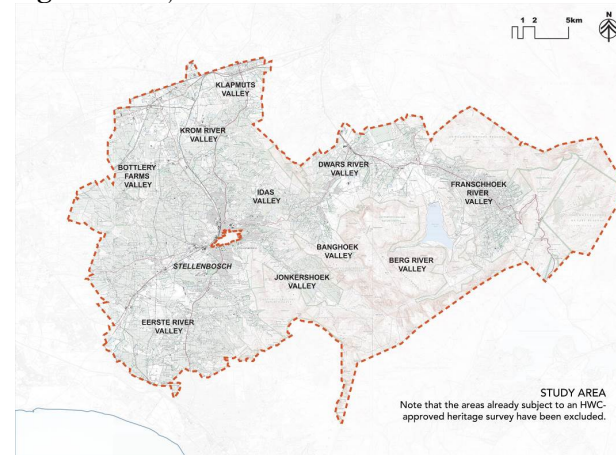 1 2 5km
N
KLAPMUTS
VALLEY
KROM RIVER
VALLEY
BOTTLERY
FARMS
VALLEY
DWARS RIVER
VALLEY
FRANSCHHOEK
RIVER
VALLEY
IDAS
VALLEY
BANGHOEK
VALLEY
BERG RIVER
VALLEY
STELLENBOSCH
JONKERSHOEK
VALLEY
EERSTE RIVER
VALLEY
STUDY AREA
Note that the areas already subject to an HWC-
approved heritage survey have been excluded.